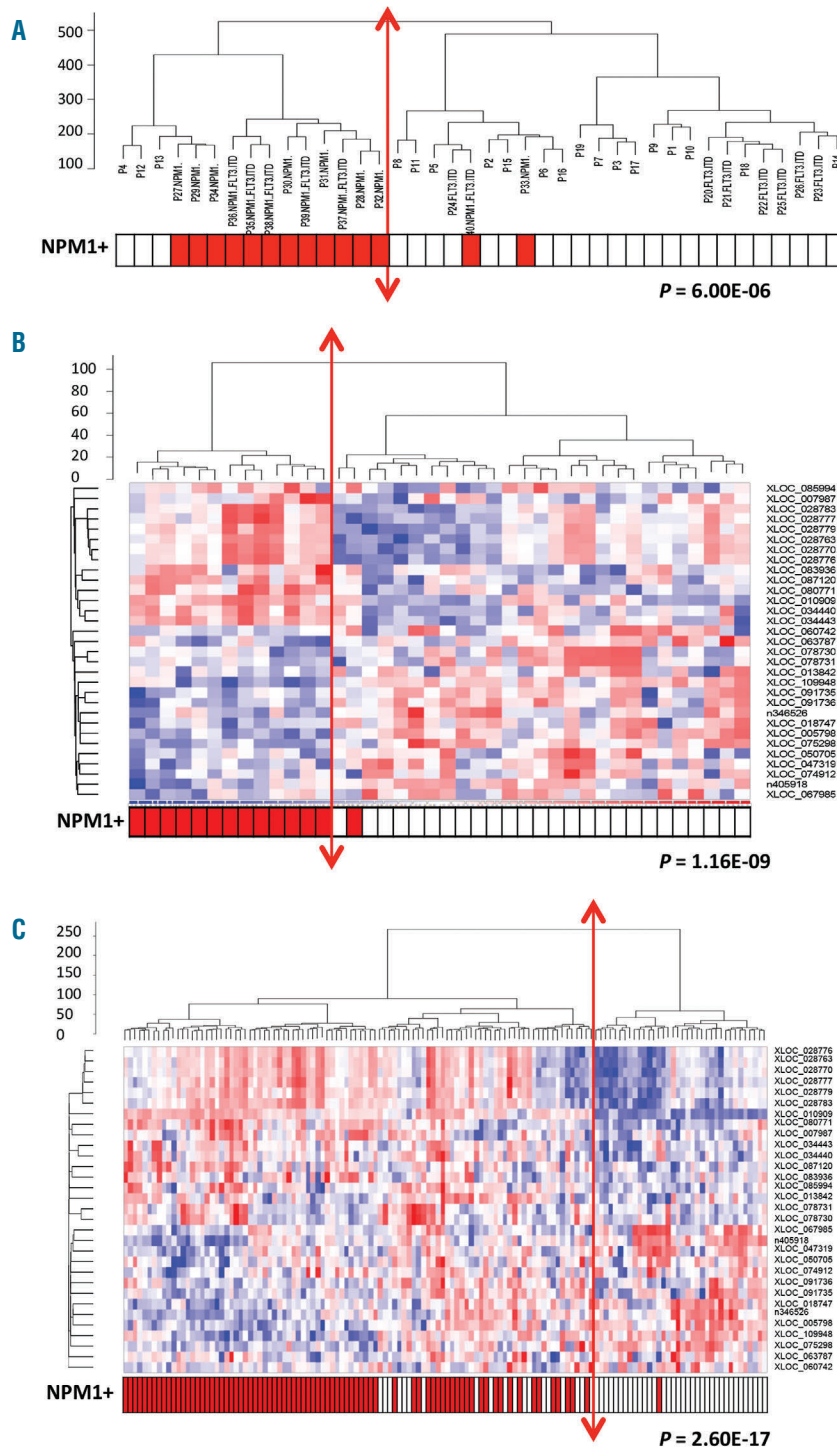 A
500
400
300
200
100
P4
P12
P13
P27.NPM1.
P29.NPM1.
P34.NPM1.
P36.NPM1..FLT3.ITD
P35.NPM1..FLT3.ITD
P38.NPM1..FLT3.ITD
P30.NPM1.
P39.NPM1..FLT3.ITD
P31.NPM1.
P37.NPM1..FLT3.ITD
P28.NPM1.
P32.NPM1.
P8
P11
P5
P24.FLT3.ITD
40.NPM1..FLT3.ITD
P2
P15
P33.NPM1.
P6
P16
P19
P7
P3
P17
P9
P1
P10
P20.FLT3.ITD
P21.FLT3.ITD
P18
P22.FLT3.ITD
P25.FLT3.ITD
P26.FLT3.ITD
P23.FLT3.ITD
NPM1+
P = 6.00E-06
B
100
80
60
40
20
0
XLOC_085994
XLOC_007987
XLOC_028783
XLOC_028777
XLOC_028779
XLOC_028763
XLOC_028770
XLOC_028776
XLOC_083936
XLOC_087120
XLOC_080771
XLOC_010909
XLOC_034440
XLOC_034443
XLOC_060742
XLOC_063787
XLOC_078730
XLOC_078731
XLOC_013842
XLOC_109948
XLOC_091735
XLOC_091736
n346526
XLOC_018747
XLOC_005798
XLOC_075298
XLOC_050705
XLOC_047319
XLOC_074912
n405918
XLOC_067985
NPM1+
P = 1.16E-09
C
250
200
150
100
50
0
XLOC_028776
XLOC_028763
XLOC_028770
XLOC_028777
XLOC_028779
XLOC_028783
XLOC_010909
XLOC_080771
XLOC_007987
XLOC_034443
XLOC_034440
XLOC_087120
XLOC_083936
XLOC_085994
XLOC_013842
XLOC_078731
XLOC_078730
XLOC_067985
n405918
XLOC_047319
XLOC_050705
XLOC_074912
XLOC_091736
XLOC_091735
XLOC_018747
n346526
XLOC_005798
XLOC_109948
XLOC_075298
XLOC_063787
XLOC_060742
NPM1+
P = 2.60E-17